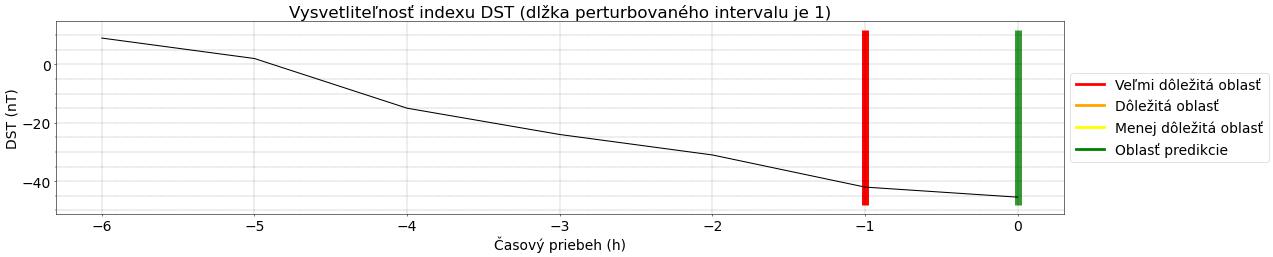 Vysvetliteľnosť indexu DST (dĺžka perturbovaného intervalu je 1)
DST (nT)
0
−20
−40
−6 −5 −4 −3 −2 −1 0
Časový priebeh (h)
Veľmi dôležitá oblasť
Dôležitá oblasť
Menej dôležitá oblasť
Oblasť predikcie